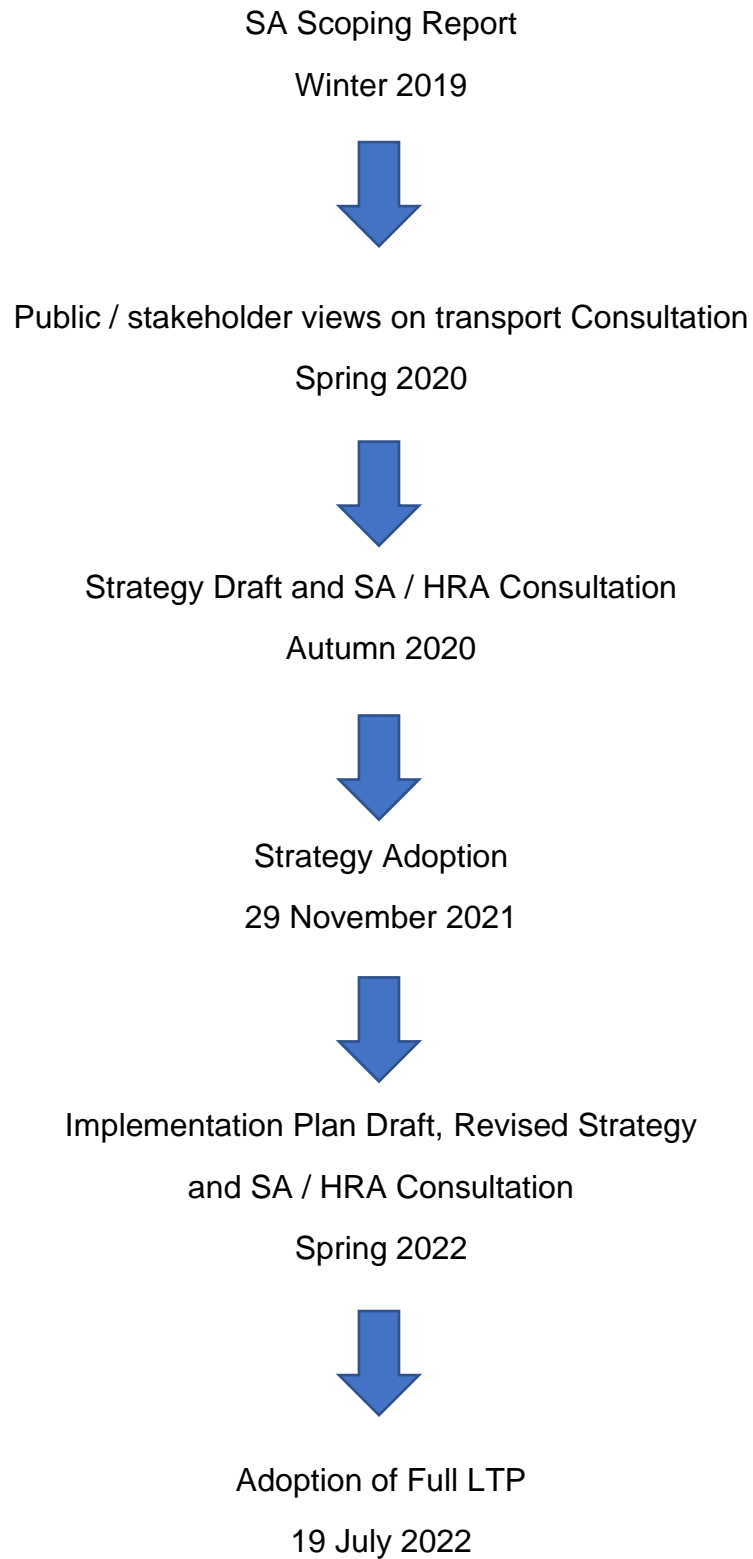 SA Scoping Report
Winter 2019
Public / stakeholder views on transport Consultation
Spring 2020
Strategy Draft and SA / HRA Consultation
Autumn 2020
Strategy Adoption
29 November 2021
Implementation Plan Draft, Revised Strategy
and SA / HRA Consultation
Spring 2022
Adoption of Full LTP
19 July 2022